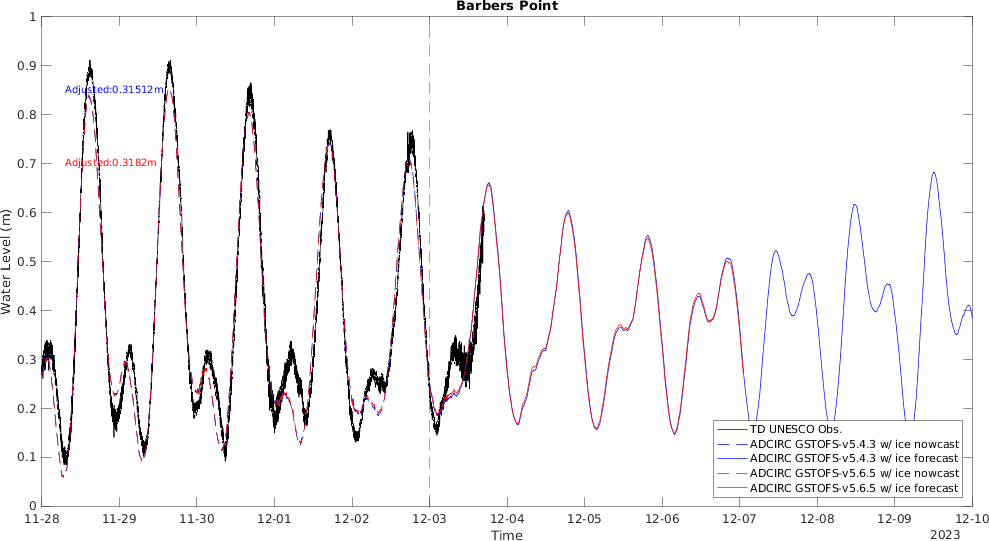 Barbers Point
Water Level (m)
1
0.9
0.8
0.7
0.6
0.5
0.4
0.3
0.2
0.1
0
Adjusted:0.31512m
Adjusted:0.3182m
TD UNESCO Obs.
ADCIRC GSTOFS-v5.4.3 w/ ice nowcast
ADCIRC GSTOFS-v5.4.3 w/ ice forecast
ADCIRC GSTOFS-v5.6.5 w/ ice nowcast
ADCIRC GSTOFS-v5.6.5 w/ ice forecast
11-28 11-29 11-30 12-01 12-02 12-03 12-04 12-05 12-06 12-07 12-08 12-09 12-10
Time
2023